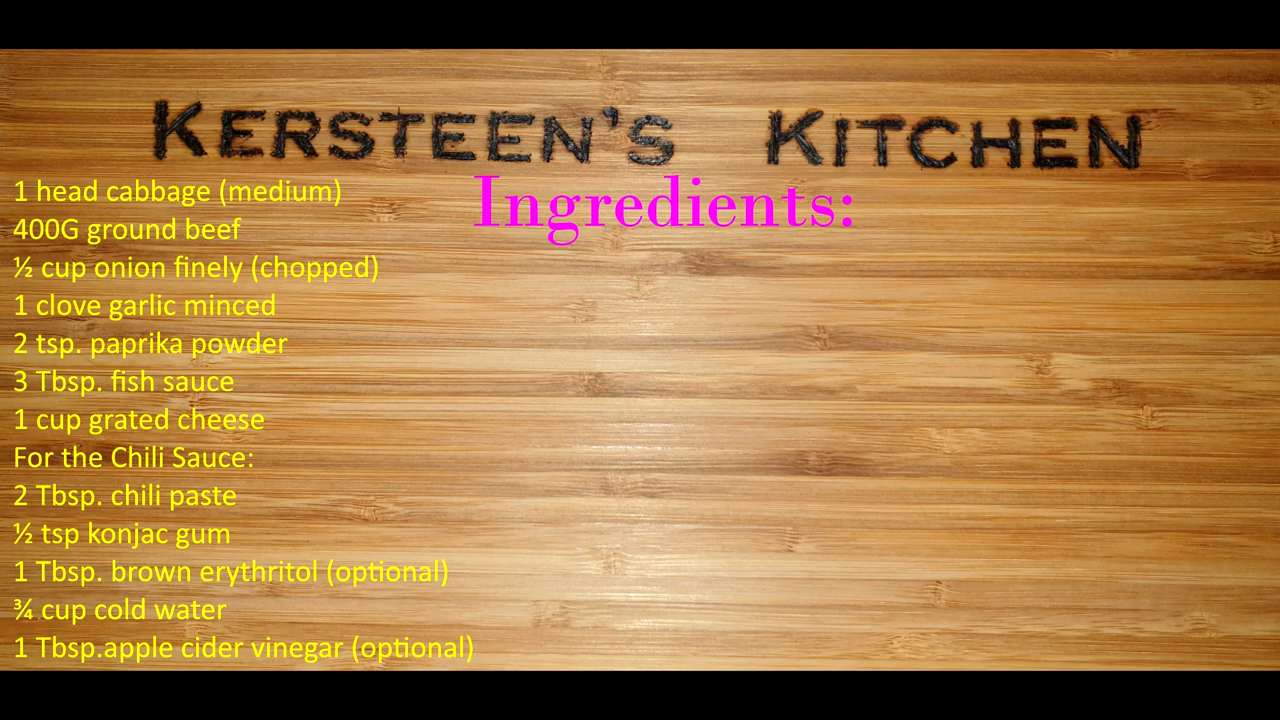 KERSTEEN'S KITCHEN
Ingredients:
1 head cabbage (medium)
400G ground beef
½ cup onion finely (chopped)
1 clove garlic minced
2 tsp. paprika powder
3 Tbsp. fish sauce
1 cup grated cheese
For the Chili Sauce:
2 Tbsp. chili paste
½ tsp konjac gum
1 Tbsp. brown erythritol (optional)
¾ cup cold water
1 Tbsp.apple cider vinegar (optional)